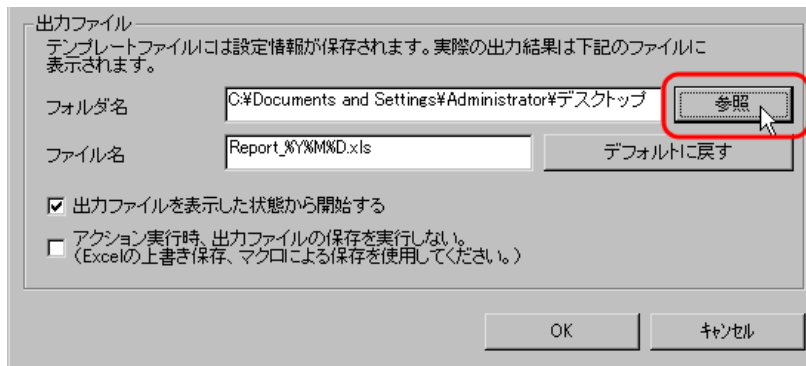 出力ファイル
テンプレートファイルには設定情報が保存されます。実際の出力結果は下記のファイルに
表示されます。
フォルダ名
C:¥Documents and Settings¥Administrator¥デスクトップ
参照
ファイル名
Report_%Y%M%D.xls
デフォルトに戻す
出力ファイルを表示した状態から開始する
アクション実行時、出力ファイルの保存を実行しない。
（Excelの上書き保存、マクロによる保存を使用してください。）
OK
キャンセル